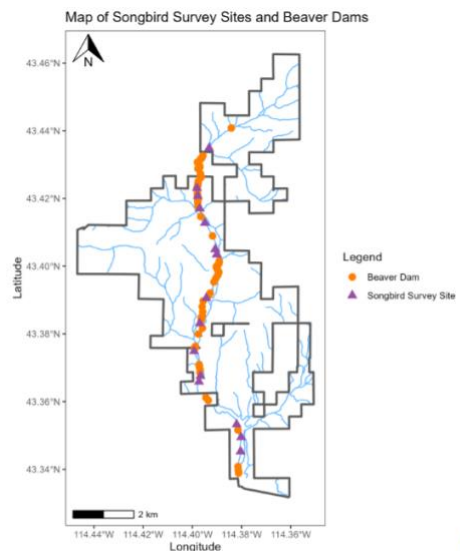 Map of Songbird Survey Sites and Beaver Dams
N
43.46°N
43.44°N
43.42°N
43.40°N
43.38°N
43.36°N
43.34°N
Latitude
Legend
Beaver Dam
Songbird Survey Site
2 km
114.44°W 114.42°W 114.40°W 114.38°W 114.36°W
Longitude